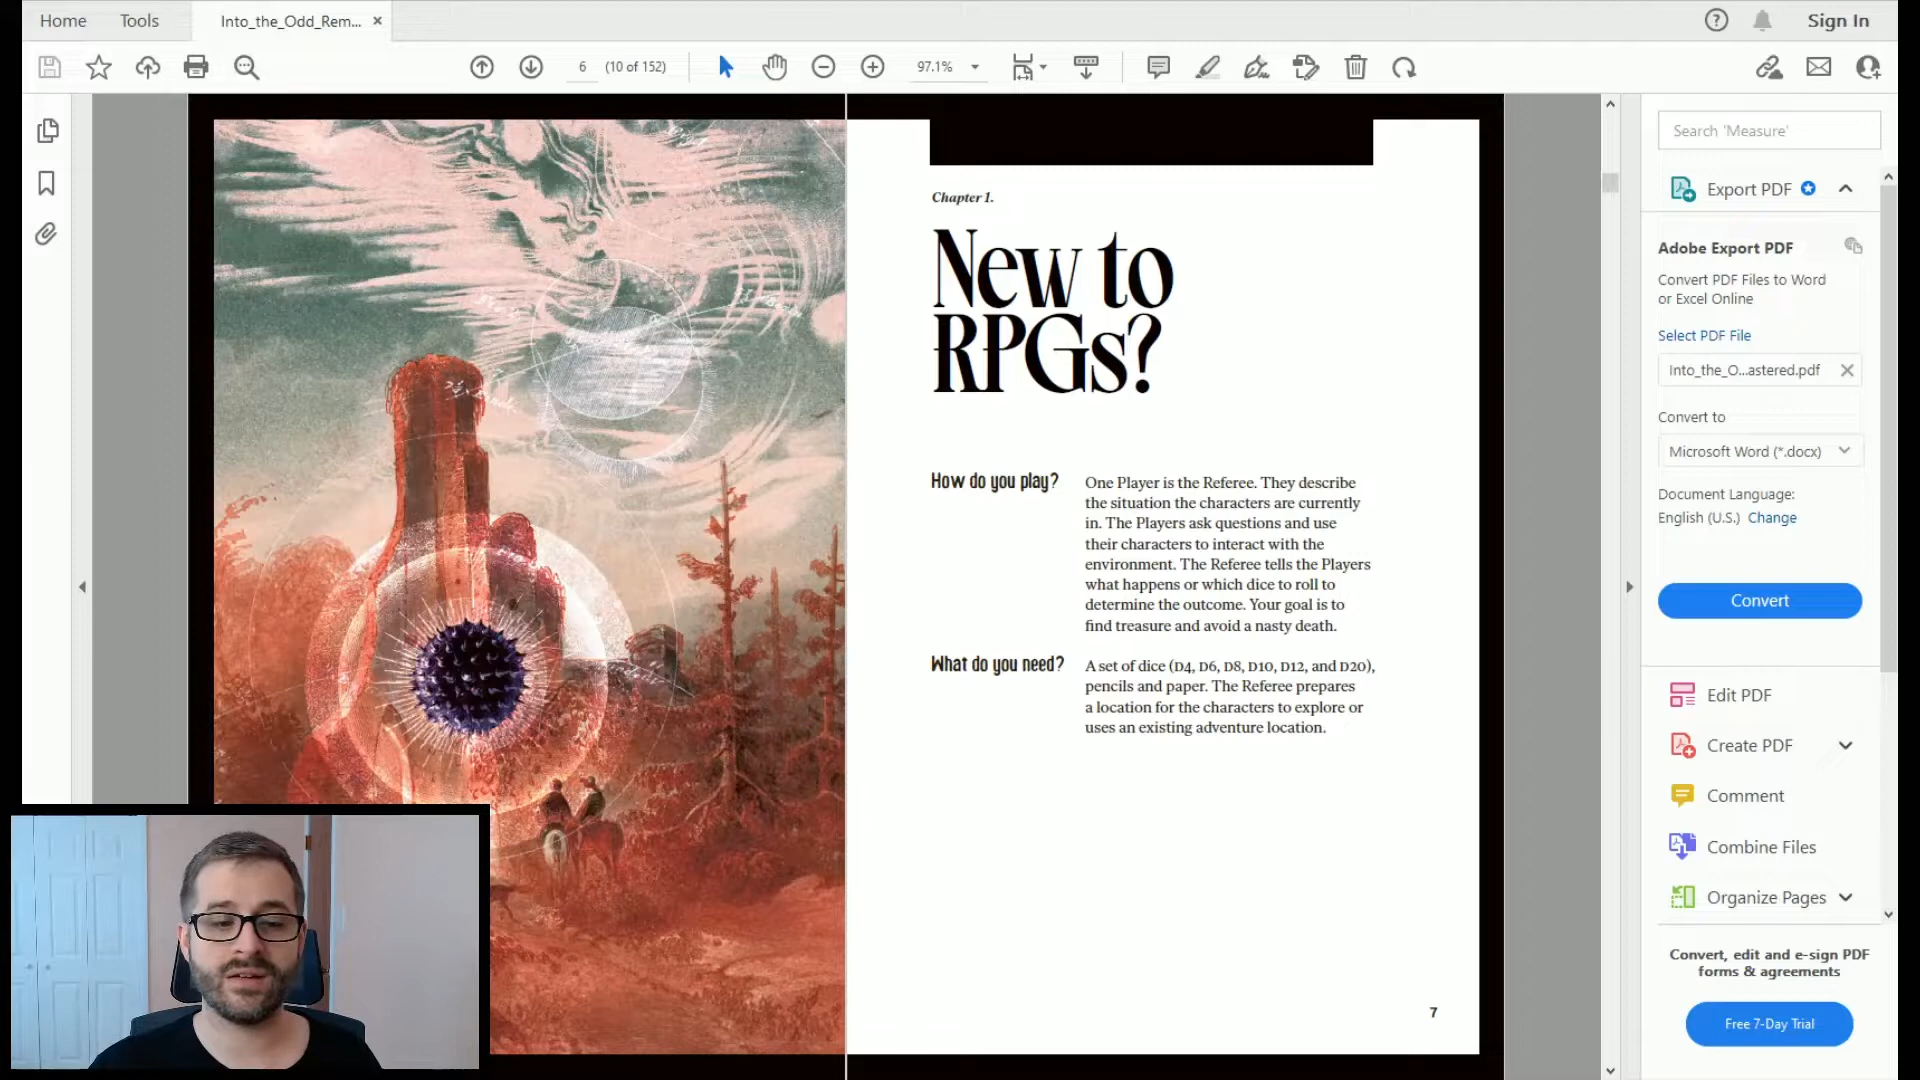 Home
Tools
Into_the_Odd_Rem...
Sign In
6 (10 of 152)
97.1%
Search 'Measure'
Export PDF
Adobe Export PDF
Convert PDF Files to Word
or Excel Online
Select PDF File
Into_the_O...astered.pdf
Convert to
Microsoft Word (*.docx)
Document Language:
English (U.S.) Change
Convert
Edit PDF
Create PDF
Comment
Combine Files
Organize Pages
Convert, edit and e-sign PDF
forms & agreements
Free 7-Day Trial
Chapter 1.
New to
RPGs?
How do you play?
One Player is the Referee. They describe
the situation the characters are currently
in. The Players ask questions and use
their characters to interact with the
environment. The Referee tells the Players
what happens or which dice to roll to
determine the outcome. Your goal is to
find treasure and avoid a nasty death.
What do you need?
A set of dice (D4, D6, D8, D10, D12, and D20),
pencils and paper. The Referee prepares
a location for the characters to explore or
uses an existing adventure location.
7